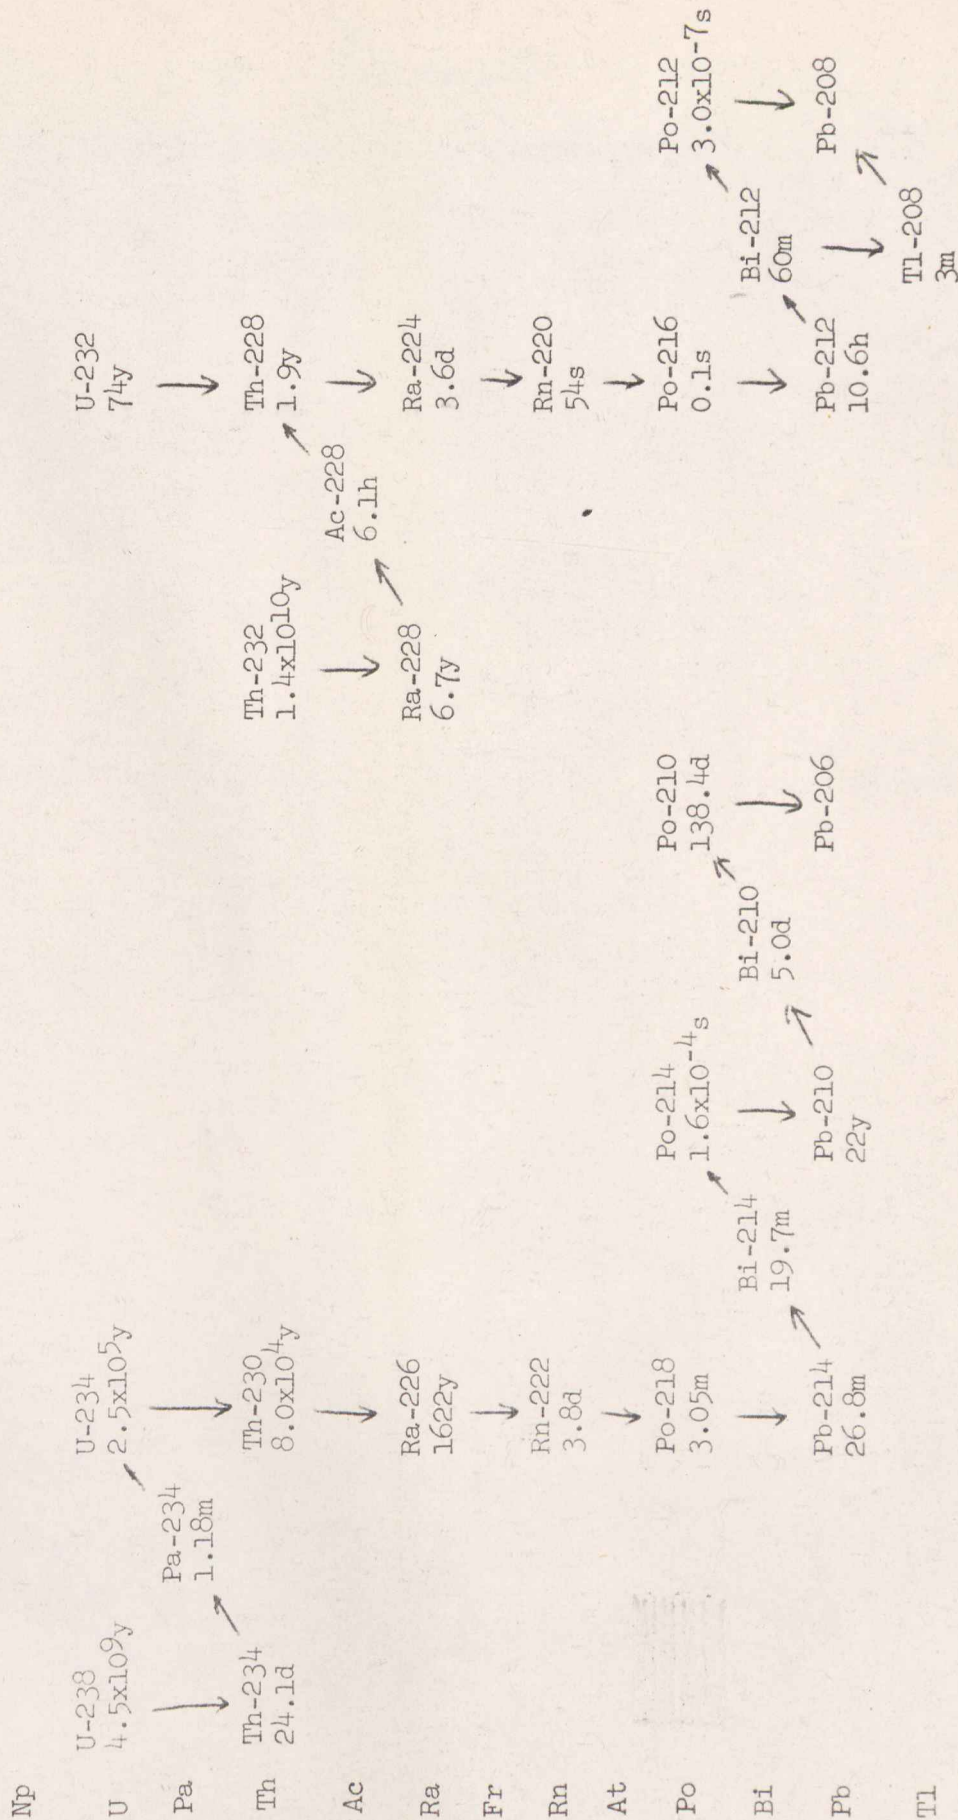 Np
U
Pa
Th
Ac
Ra
Fr
Rn
At
Po
Bi
Pb
Tl
U-238
4.5x10⁹y
Th-234
24.1d
Pa-234
1.18m
U-234
2.5x10⁵y
Th-230
8.0x10⁴y
Ra-226
1622y
Rn-222
3.8d
Po-218
3.05m
Pb-214
26.8m
Bi-214
19.7m
Po-214
1.6x10⁻⁴s
Pb-210
22y
Bi-210
5.0d
Po-210
138.4d
Pb-206
Th-232
1.4x10¹⁰y
Ra-228
6.7y
Ac-228
6.1h
U-232
74y
Th-228
1.9y
Ra-224
3.6d
Rn-220
54s
Po-216
0.1s
Pb-212
10.6h
Bi-212
60m
Po-212
3.0x10-7s
Pb-208
Tl-208
3m